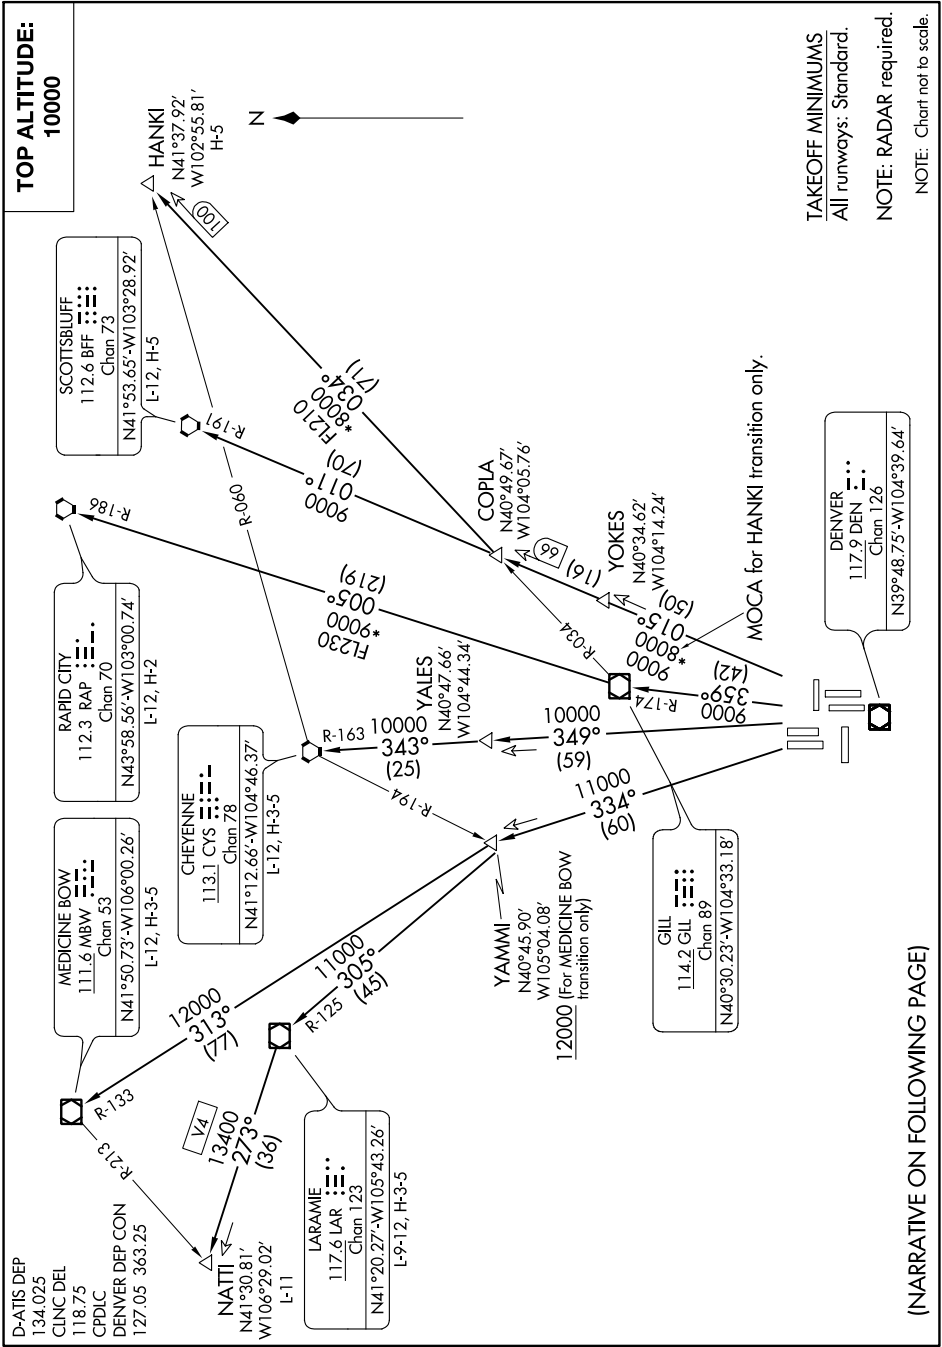 TOP ALTITUDE:
10000
D-ATIS DEP
134.025
CLNC DEL
118.75
CPDLC
DENVER DEP CON
127.05 363.25
MEDICINE BOW
111.6 MBW
Chan 53
N41°50.73'-W106°00.26'
L-12, H-3-5
RAPID CITY
112.3 RAP
Chan 70
N43°58.56'-W103°00.74'
L-12, H-2
SCOTTSBLUFF
112.6 BFF
Chan 73
N41°53.65'-W103°28.92'
L-12, H-5
HANKI
N41°37.92'
W102°55.81'
H-5
N
CHEYENNE
113.1 CYS
Chan 78
N41°12.66'-W104°46.37'
L-12, H-3-5
R-133
R-213
R-186
R-191
R-060
100
NATTI
N41°30.81'
W106°29.02'
L-11
V4
13400
273°
(36)
12000
313°
(77)
R-125
11000
305°
(45)
LARAMIE
117.6 LAR
Chan 123
N41°20.27'-W105°43.26'
L-9-12, H-3-5
R-163
R-194
10000
343°
(25)
YALES
N40°47.66'
W104°44.34'
FL230
*9000
005°
(219)
9000
011°
(70)
FL210
*8000
034°
(71)
COPLA
N40°49.67'
W104°05.76'
66
(16)
YOKES
N40°34.62'
W104°14.24'
R-034
YAMMI
N40°45.90'
W105°04.08'
12000 (For MEDICINE BOW
transition only)
11000
334°
(60)
10000
349°
(65)
R-174
9000
359°
(42)
9000
*8000
015°
(50)
MOCA for HANKI transition only.
GILL
114.2 GLL
Chan 89
N40°30.23'-W104°33.18'
DENVER
117.9 DEN
Chan 126
N39°48.75'-W104°39.64'
TAKEOFF MINIMUMS
All runways: Standard.
NOTE: RADAR required.
NOTE: Chart not to scale.
(NARRATIVE ON FOLLOWING PAGE)